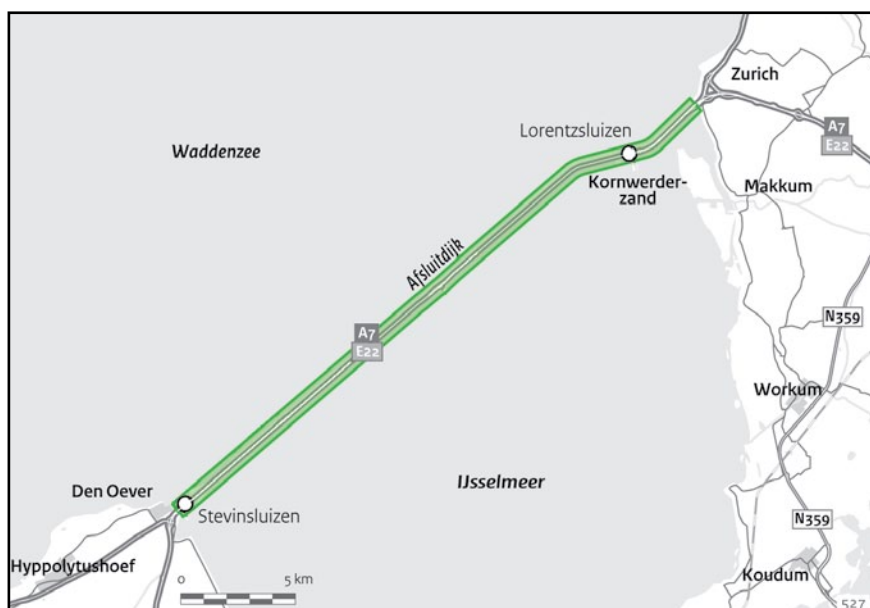 Zurich
A7
E22
Lorentzsluizen
Waddenzee
Kornwerder-
zand
Makkum
Afsluitdijk
N359
A7
E22
Workum
IJsselmeer
Den Oever
Stevinsluizen
N359
Hyppolytushoef
Koudum
0 5 km
527